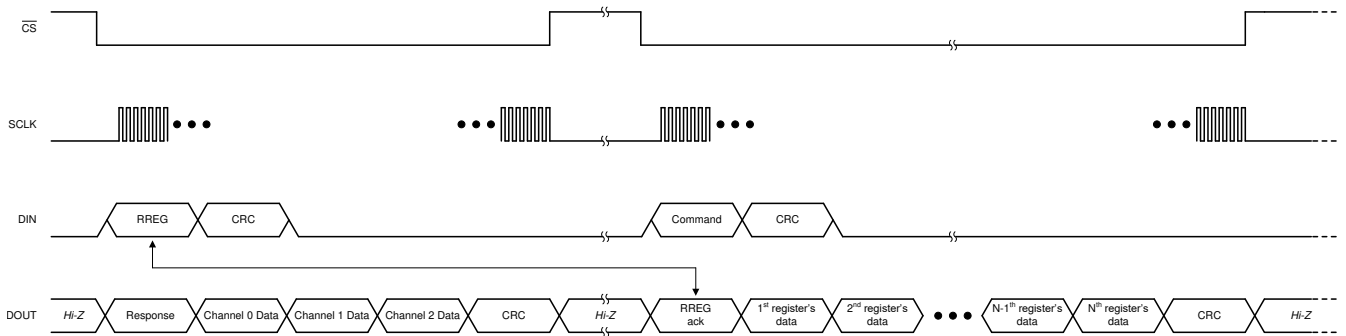 CS
SCLK
DIN
RREG
CRC
Command
CRC
DOUT
Hi-Z
Response
Channel 0 Data
Channel 1 Data
Channel 2 Data
CRC
Hi-Z
RREG
ack
1st register's
data
2nd register's
data
N-1th register's
data
Nth register's
data
CRC
Hi-Z